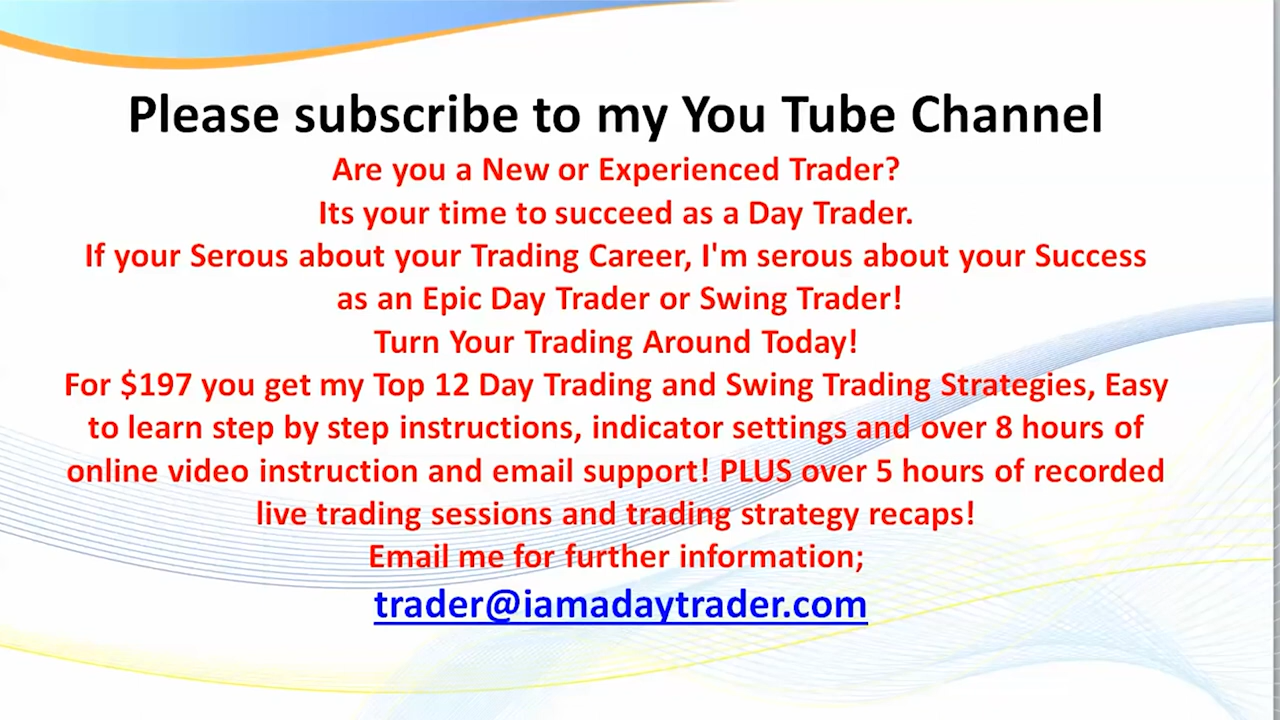 Please subscribe to my You Tube Channel
Are you a New or Experienced Trader?
Its your time to succeed as a Day Trader.
If your Serous about your Trading Career, I'm serous about your Success
as an Epic Day Trader or Swing Trader!
Turn Your Trading Around Today!
For $197 you get my Top 12 Day Trading and Swing Trading Strategies, Easy
to learn step by step instructions, indicator settings and over 8 hours of
online video instruction and email support! PLUS over 5 hours of recorded
live trading sessions and trading strategy recaps!
Email me for further information;
trader@iamadaytrader.com